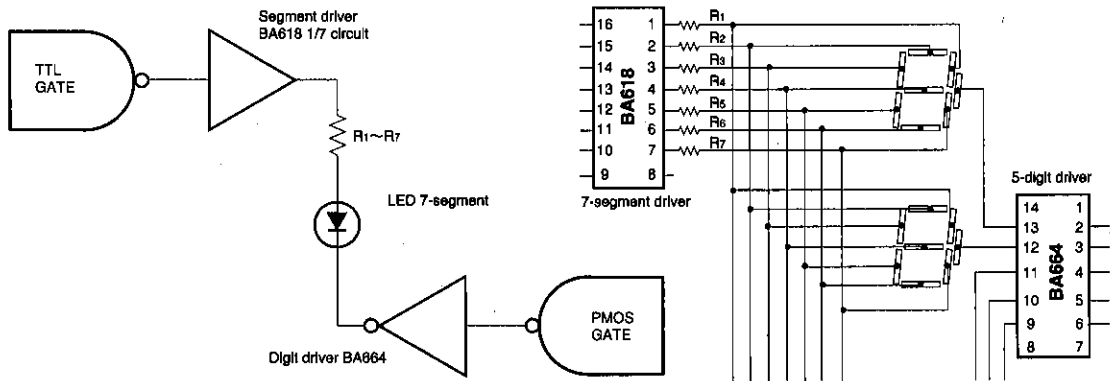 Segment driver
BA618 1/7 circuit
TTL
GATE
R1~R7
LED 7-segment
PMOS
GATE
Digit driver BA664
16 1 R1
15 2 R2
14 3 R3
13 4 R4
12 5 R5
11 6 R6
10 7 R7
9 8
BA618
7-segment driver
5-digit driver
14 1
13 2
12 3
11 4
10 5
9 6
8 7
BA664